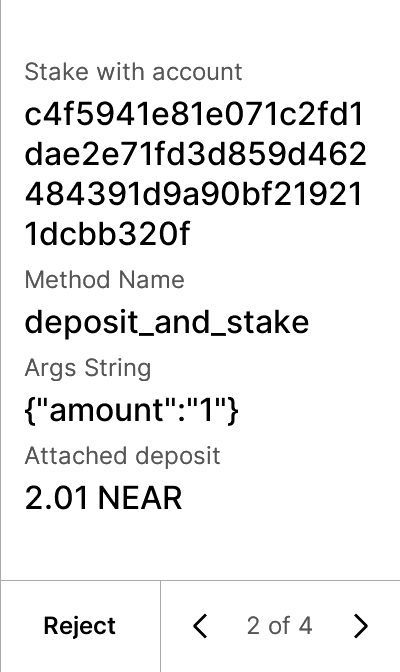 Stake with account
c4f5941e81e071c2fd1
dae2e71fd3d859d462
484391d9a90bf21921
1dcbb320f
Method Name
deposit_and_stake
Args String
{"amount":"1"}
Attached deposit
2.01 NEAR
Reject
2 of 4